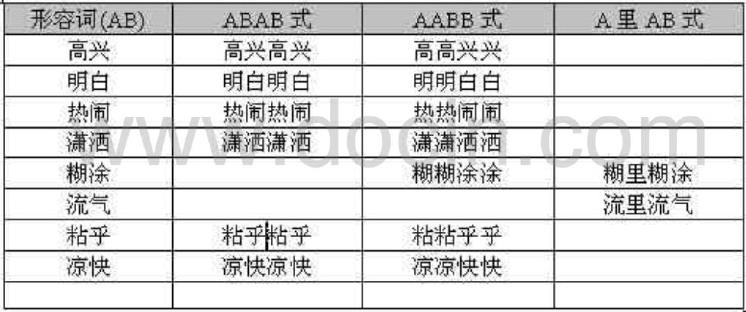 形容词(AB) ABAB 式 AABB 式 A 里 AB 式
高兴 高兴高兴 高高兴兴
明白 明白明白 明明白白
热闹 热闹热闹 热热闹闹
潇洒 潇洒潇洒 潇潇洒洒
www.docin.com
糊涂 糊糊涂涂 糊里糊涂
流气 流里流气
粘乎 粘乎粘乎 粘粘乎乎
凉快 凉快凉快 凉凉快快